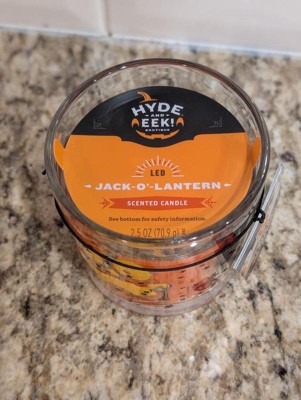 HYDE
AND
EEK!
BOUTIQUE
LED
JACK-O'-LANTERN
SCENTED CANDLE
See bottom for safety information.
2.5 OZ (70.9 g)